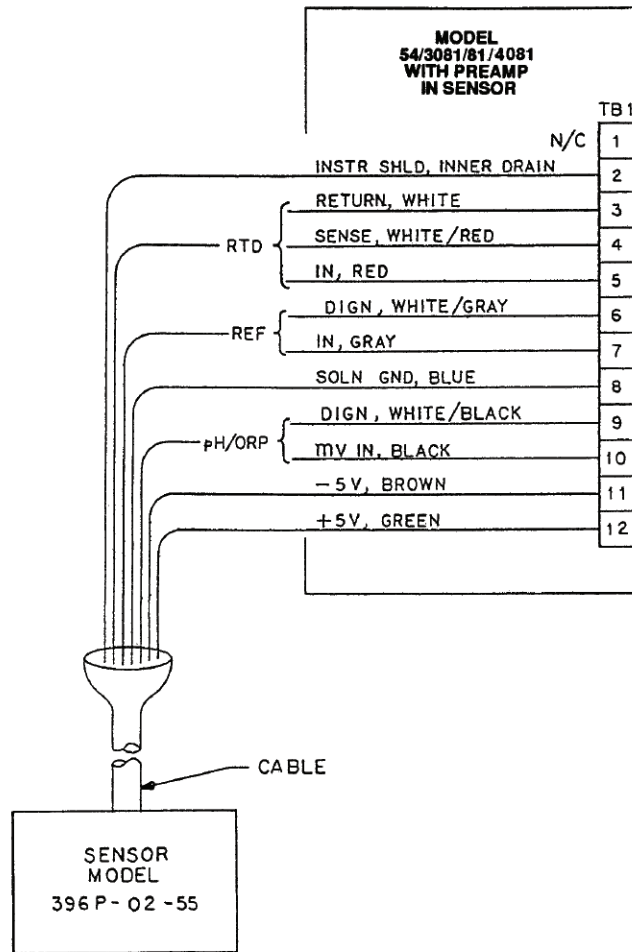 MODEL
54/3081/81/4081
WITH PREAMP
IN SENSOR
TB1
N/C 1
INSTR SHLD, INNER DRAIN 2
RETURN, WHITE 3
RTD SENSE, WHITE/RED 4
IN, RED 5
DIGN, WHITE/GRAY 6
REF
IN, GRAY 7
SOLN GND, BLUE 8
DIGN, WHITE/BLACK 9
pH/ORP
mV IN, BLACK 10
-5V, BROWN 11
+5V, GREEN 12
CABLE
SENSOR
MODEL
396P-02-55